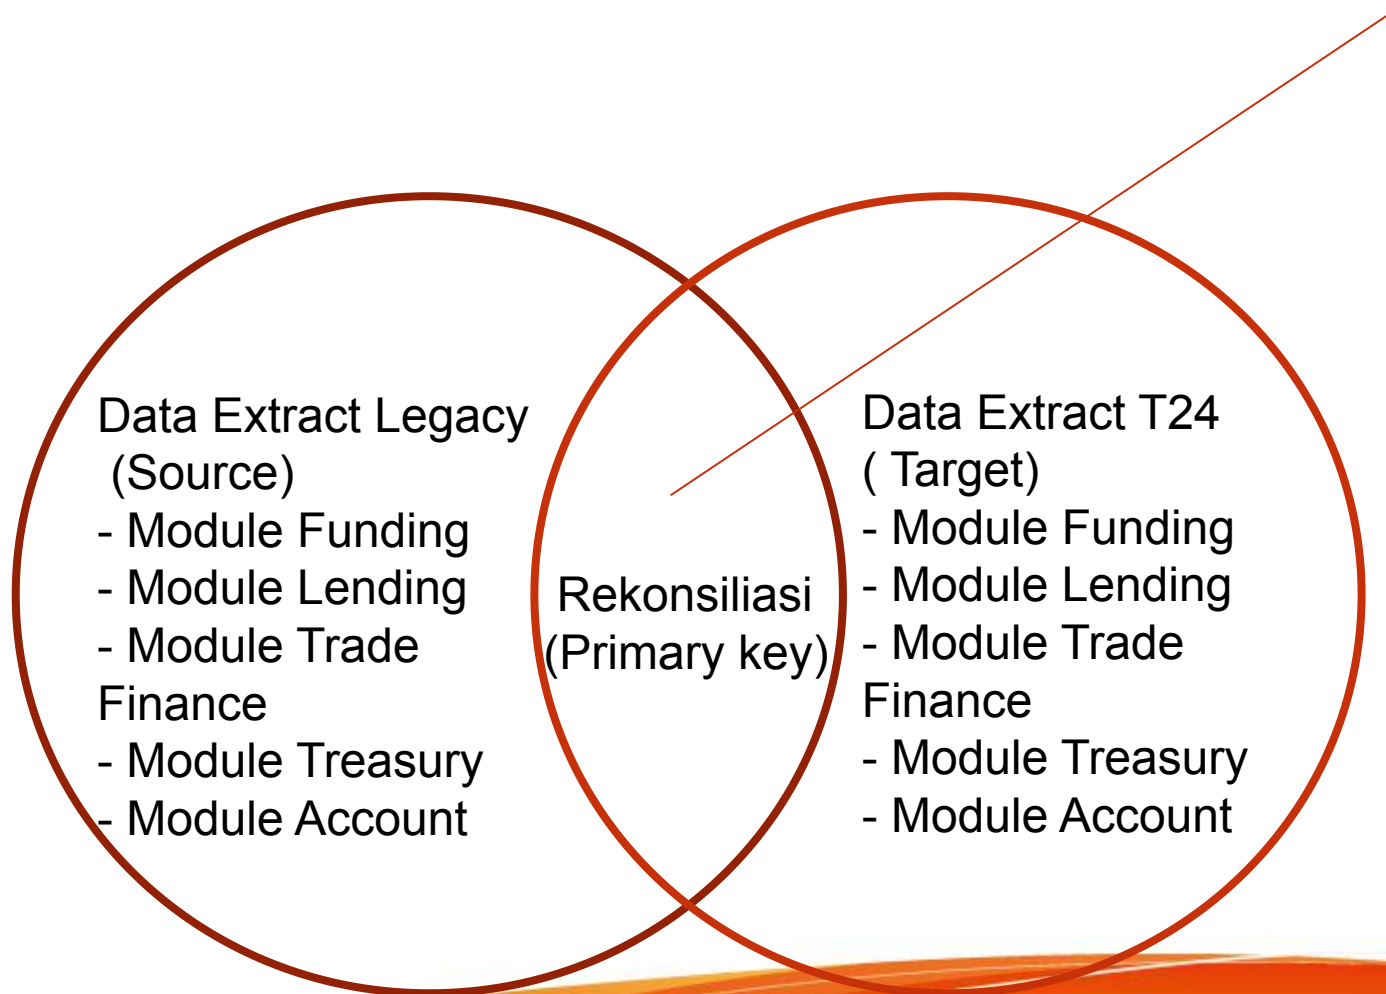 Data Extract Legacy
(Source)
- Module Funding
- Module Lending
- Module Trade
Finance
- Module Treasury
- Module Account
Rekonsiliasi
(Primary key)
Data Extract T24
( Target)
- Module Funding
- Module Lending
- Module Trade
Finance
- Module Treasury
- Module Account